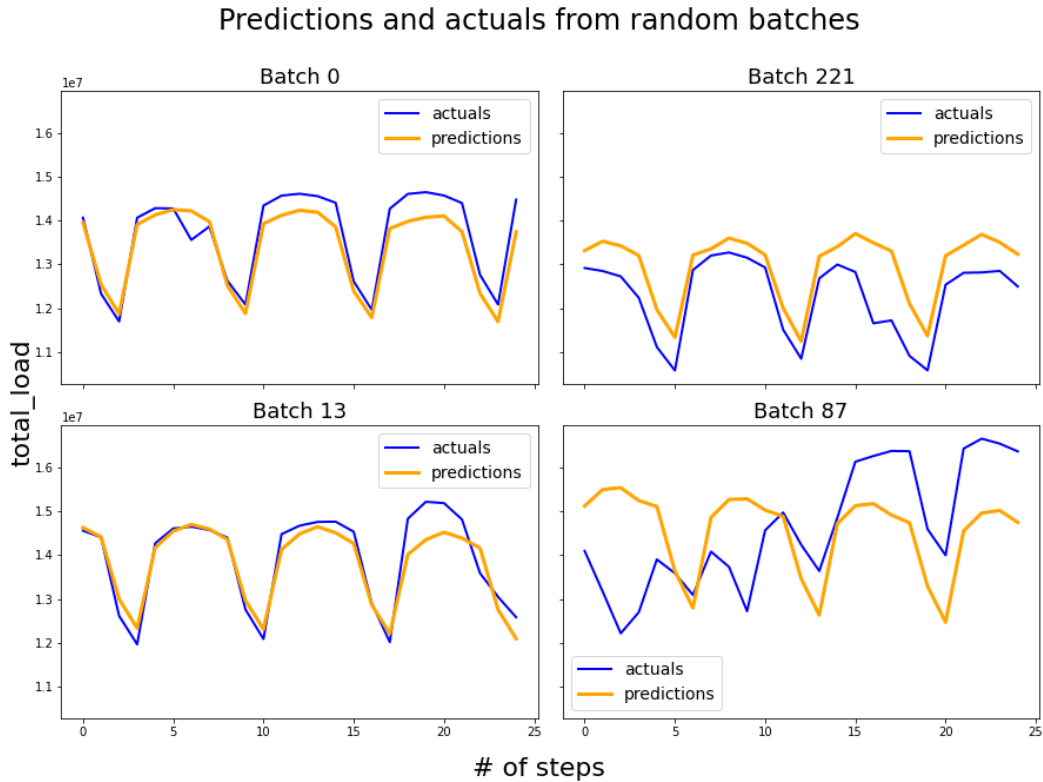 Predictions and actuals from random batches
Batch 0
1e7
actuals
predictions
1.6
1.5
1.4
1.3
1.2
1.1
Batch 221
actuals
predictions
total_load
Batch 13
1e7
actuals
predictions
1.6
1.5
1.4
1.3
1.2
1.1
0 5 10 15 20 25
Batch 87
actuals
predictions
0 5 10 15 20 25
# of steps